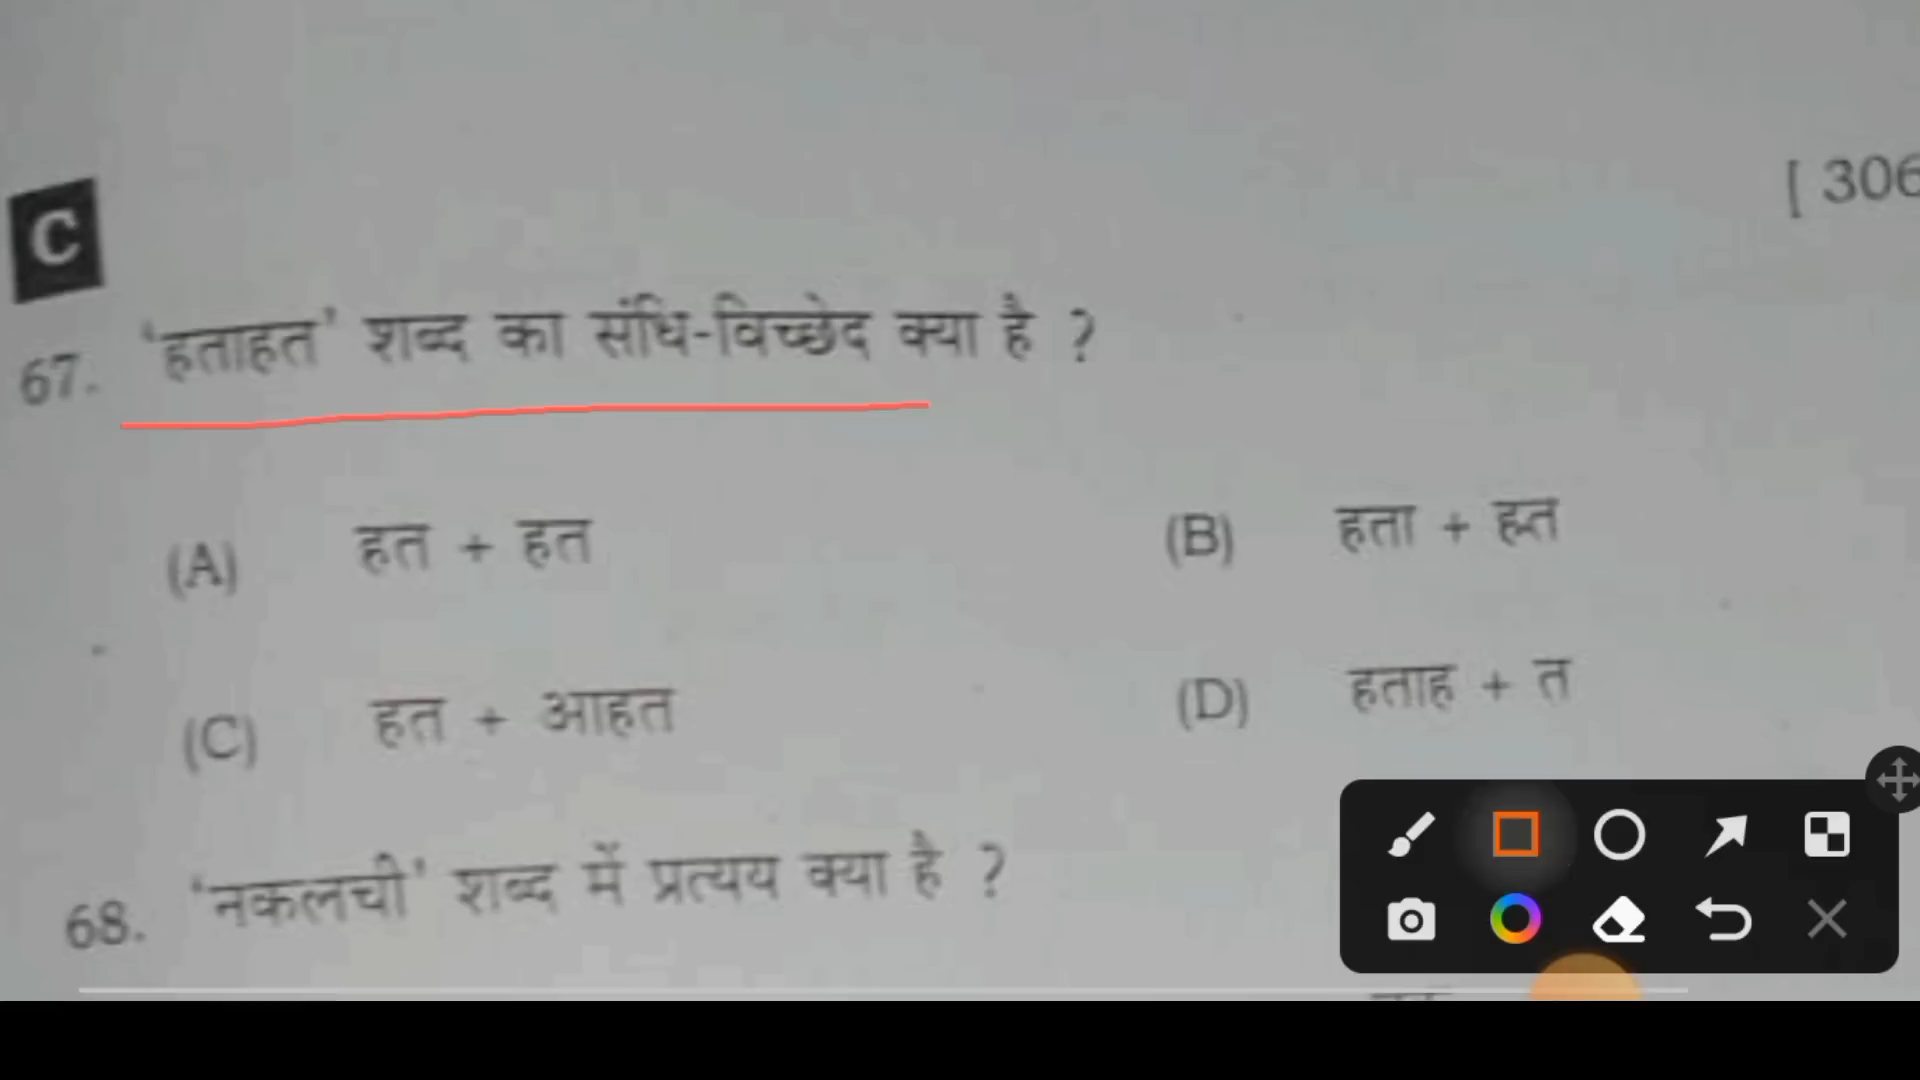 C
[ 306
67. 'हताहत' शब्द का संधि-विच्छेद क्या है ?
(A) हत + हत
(B) हता + हत
(C) हत + आहत
(D) हताह + त
68. 'नकलची' शब्द में प्रत्यय क्या है ?